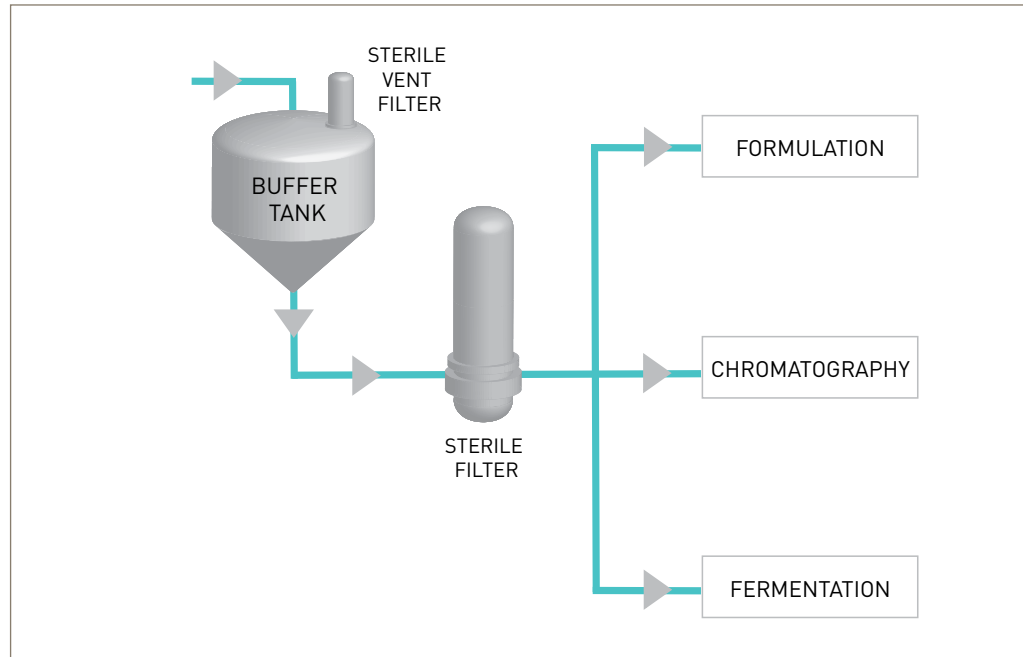 STERILE
VENT
FILTER
BUFFER
TANK
FORMULATION
CHROMATOGRAPHY
STERILE
FILTER
FERMENTATION